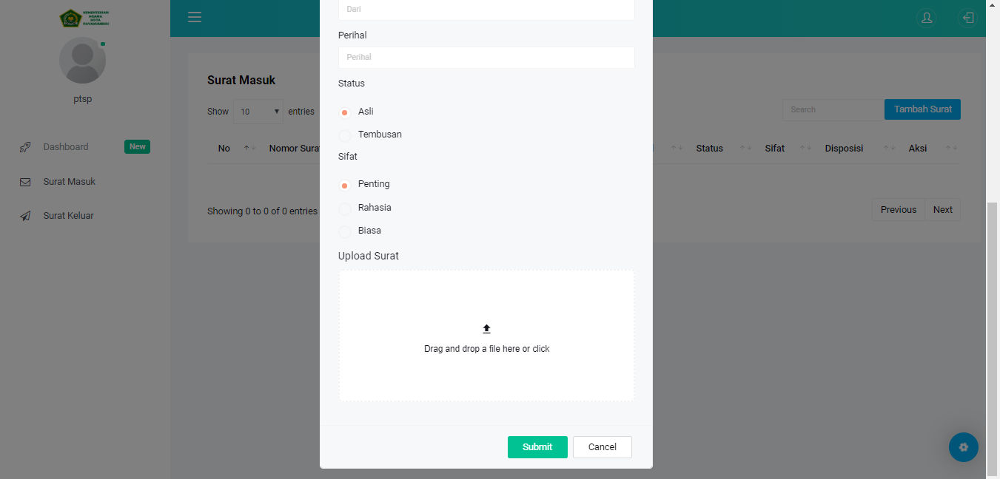 KEMENTERIAN
AGAMA
KOTA
PAYAKUMBUH
ptsp
Dashboard
New
Surat Masuk
Surat Keluar
Surat Masuk
Show 10 entries
Search
Tambah Surat
No
Nomor Surat
Status
Sifat
Disposisi
Aksi
Showing 0 to 0 of 0 entries
Previous
Next
Dari
Perihal
Perihal
Status
Asli
Tembusan
Sifat
Penting
Rahasia
Biasa
Upload Surat
Drag and drop a file here or click
Submit
Cancel